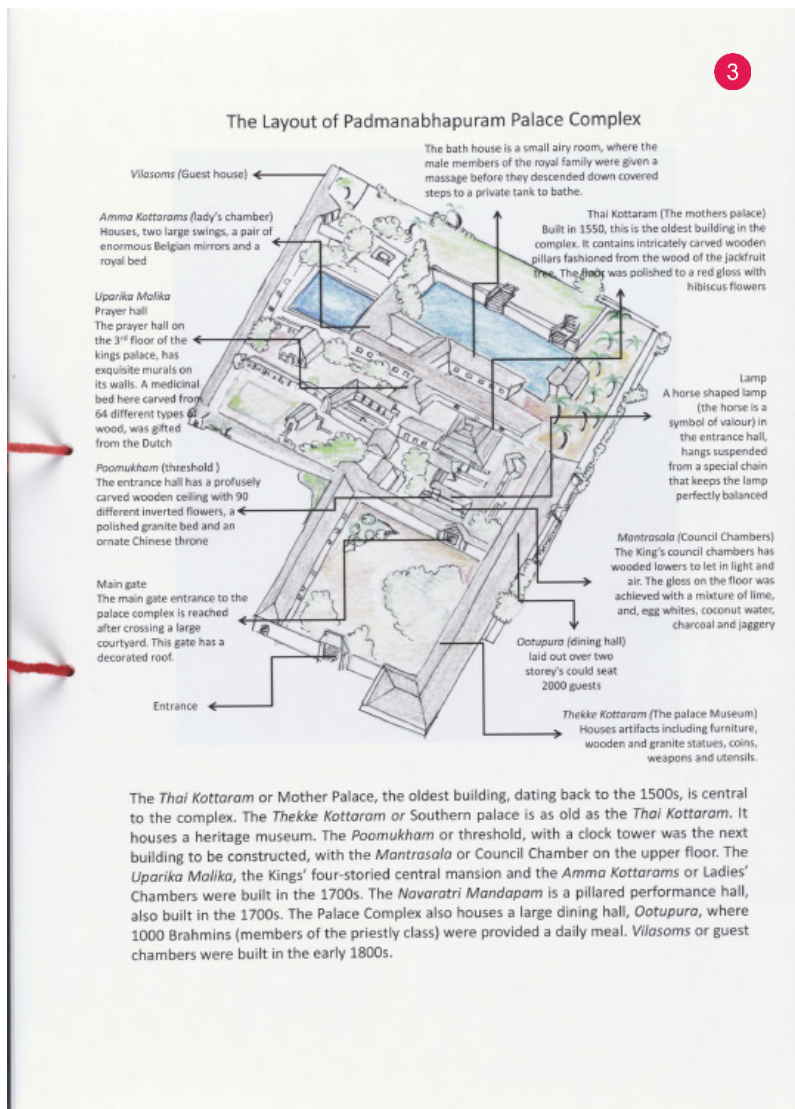 3
The Layout of Padmanabhapuram Palace Complex
The bath house is a small airy room, where the
male members of the royal family were given a
massage before they descended down covered
steps to a private tank to bathe.
Vilasoms (Guest house)
Amma Kottarams (lady's chamber)
Houses, two large swings, a pair of
enormous Belgian mirrors and a
royal bed
Thai Kottaram (The mothers palace)
Built in 1550, this is the oldest building in the
complex. It contains intricately carved wooden
pillars fashioned from the wood of the jackfruit
tree. The floor was polished to a red gloss with
hibiscus flowers
Uparika Malika
Prayer hall
The prayer hall on
the 3rd floor of the
kings palace, has
exquisite murals on
its walls. A medicinal
bed here carved from
64 different types of
wood, was gifted
from the Dutch
Lamp
A horse shaped lamp
(the horse is a
symbol of valour) in
the entrance hall,
hangs suspended
from a special chain
that keeps the lamp
perfectly balanced
Poomukham (threshold )
The entrance hall has a profusely
carved wooden ceiling with 90
different inverted flowers, a
polished granite bed and an
ornate Chinese throne
Mantrasala (Council Chambers)
The King's council chambers has
wooded lowers to let in light and
air. The gloss on the floor was
achieved with a mixture of lime,
and, egg whites, coconut water,
charcoal and jaggery
Main gate
The main gate entrance to the
palace complex is reached
after crossing a large
courtyard. This gate has a
decorated roof.
Ootupura (dining hall)
laid out over two
storey's could seat
2000 guests
Entrance
Thekke Kottaram (The palace Museum)
Houses artifacts including furniture,
wooden and granite statues, coins,
weapons and utensils.
The Thai Kottaram or Mother Palace, the oldest building, dating back to the 1500s, is central
to the complex. The Thekke Kottaram or Southern palace is as old as the Thai Kottaram. It
houses a heritage museum. The Poomukham or threshold, with a clock tower was the next
building to be constructed, with the Mantrasala or Council Chamber on the upper floor. The
Uparika Malika, the Kings' four-storied central mansion and the Amma Kottarams or Ladies'
Chambers were built in the 1700s. The Navaratri Mandapam is a pillared performance hall,
also built in the 1700s. The Palace Complex also houses a large dining hall, Ootupura, where
1000 Brahmins (members of the priestly class) were provided a daily meal. Vilasoms or guest
chambers were built in the early 1800s.